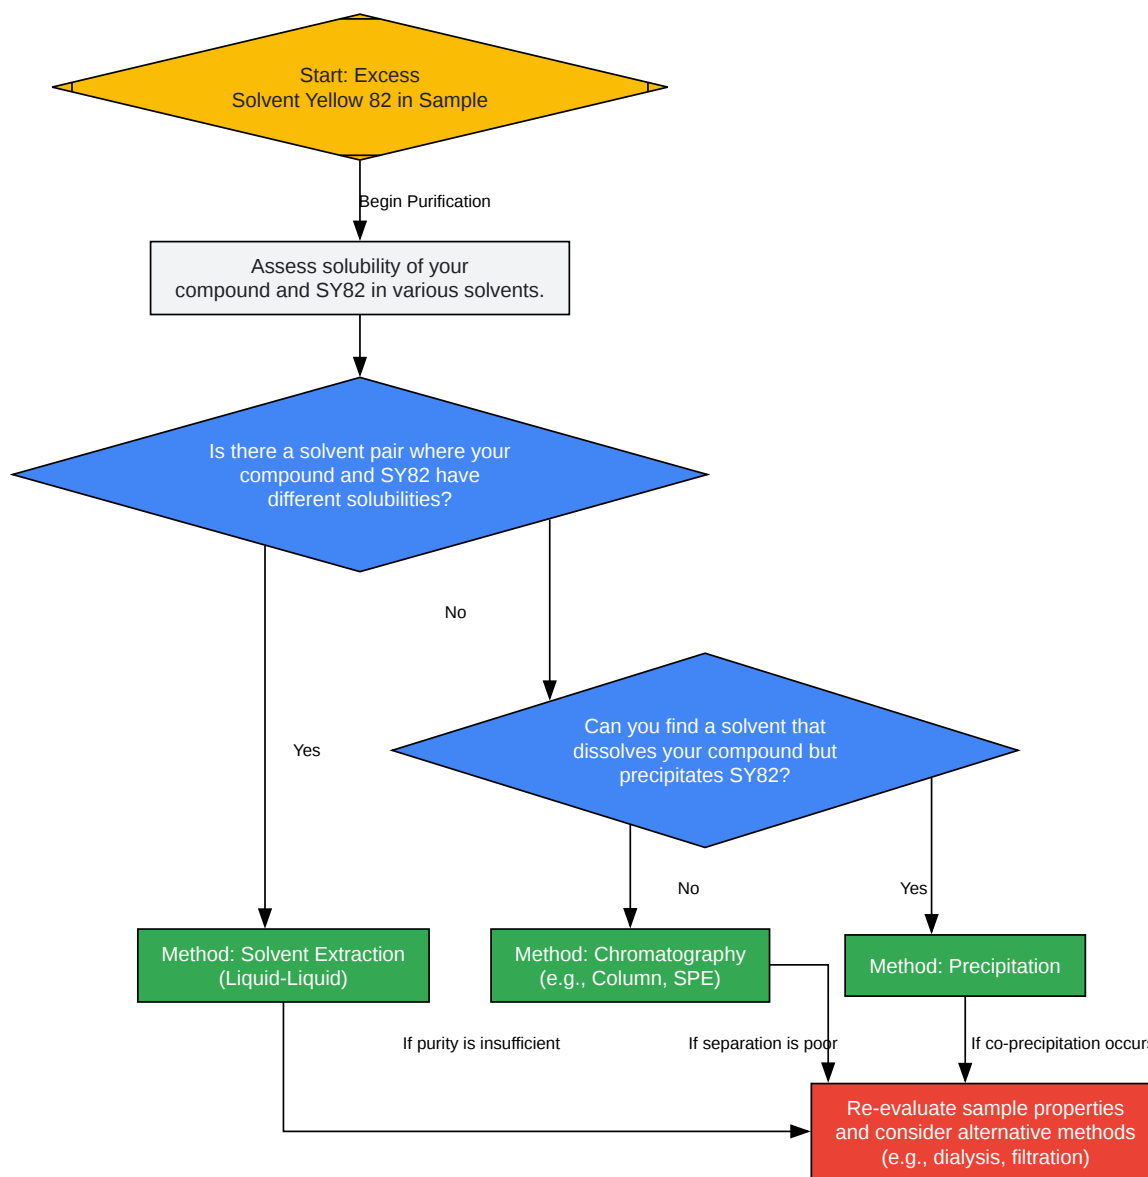 Start: Excess
Solvent Yellow 82 in Sample
Begin Purification
Assess solubility of your
compound and SY82 in various solvents.
Is there a solvent pair where your
compound and SY82 have
different solubilities?
No
Can you find a solvent that
dissolves your compound but
precipitates SY82?
Yes
No
Yes
Method: Solvent Extraction
(Liquid-Liquid)
Method: Chromatography
(e.g., Column, SPE)
Method: Precipitation
If purity is insufficient
If separation is poor
If co-precipitation occurs
Re-evaluate sample properties
and consider alternative methods
(e.g., dialysis, filtration)